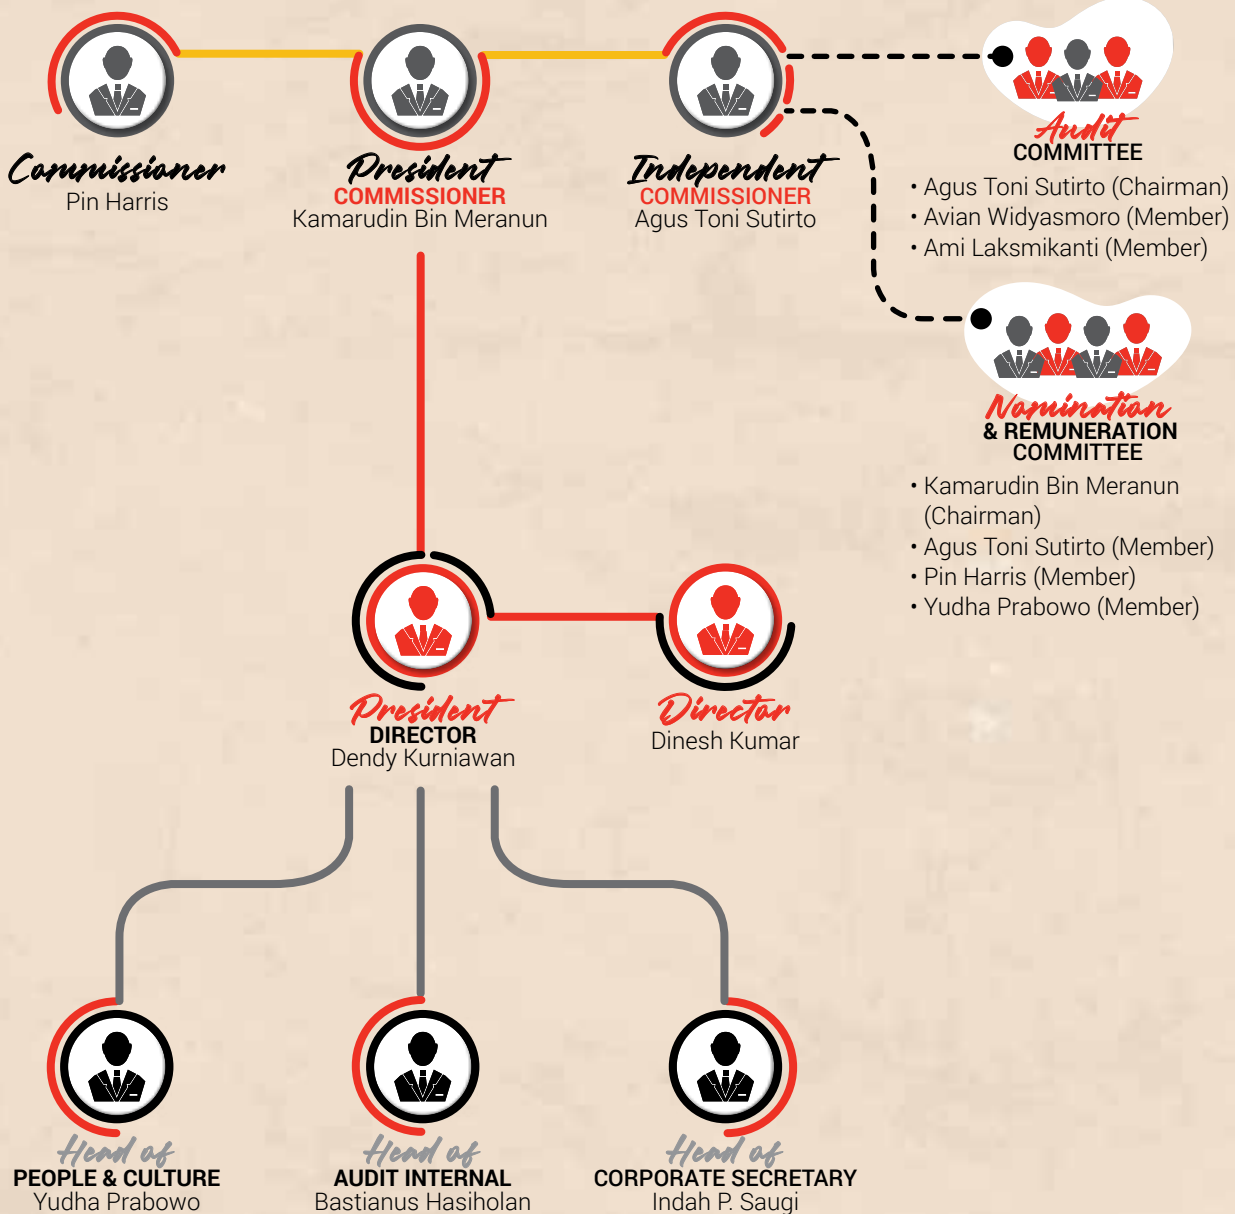 Commissioner
Pin Harris
President
COMMISSIONER
Kamarudin Bin Meranun
Independent
COMMISSIONER
Agus Toni Sutirto
Audit
COMMITTEE
• Agus Toni Sutirto (Chairman)
• Avian Widyasmoro (Member)
• Ami Laksmikanti (Member)
Nomination
& REMUNERATION
COMMITTEE
• Kamarudin Bin Meranun
(Chairman)
• Agus Toni Sutirto (Member)
• Pin Harris (Member)
• Yudha Prabowo (Member)
President
DIRECTOR
Dendy Kurniawan
Director
Dinesh Kumar
Head of
PEOPLE & CULTURE
Yudha Prabowo
Head of
AUDIT INTERNAL
Bastianus Hasiholan
Head of
CORPORATE SECRETARY
Indah P. Saugi